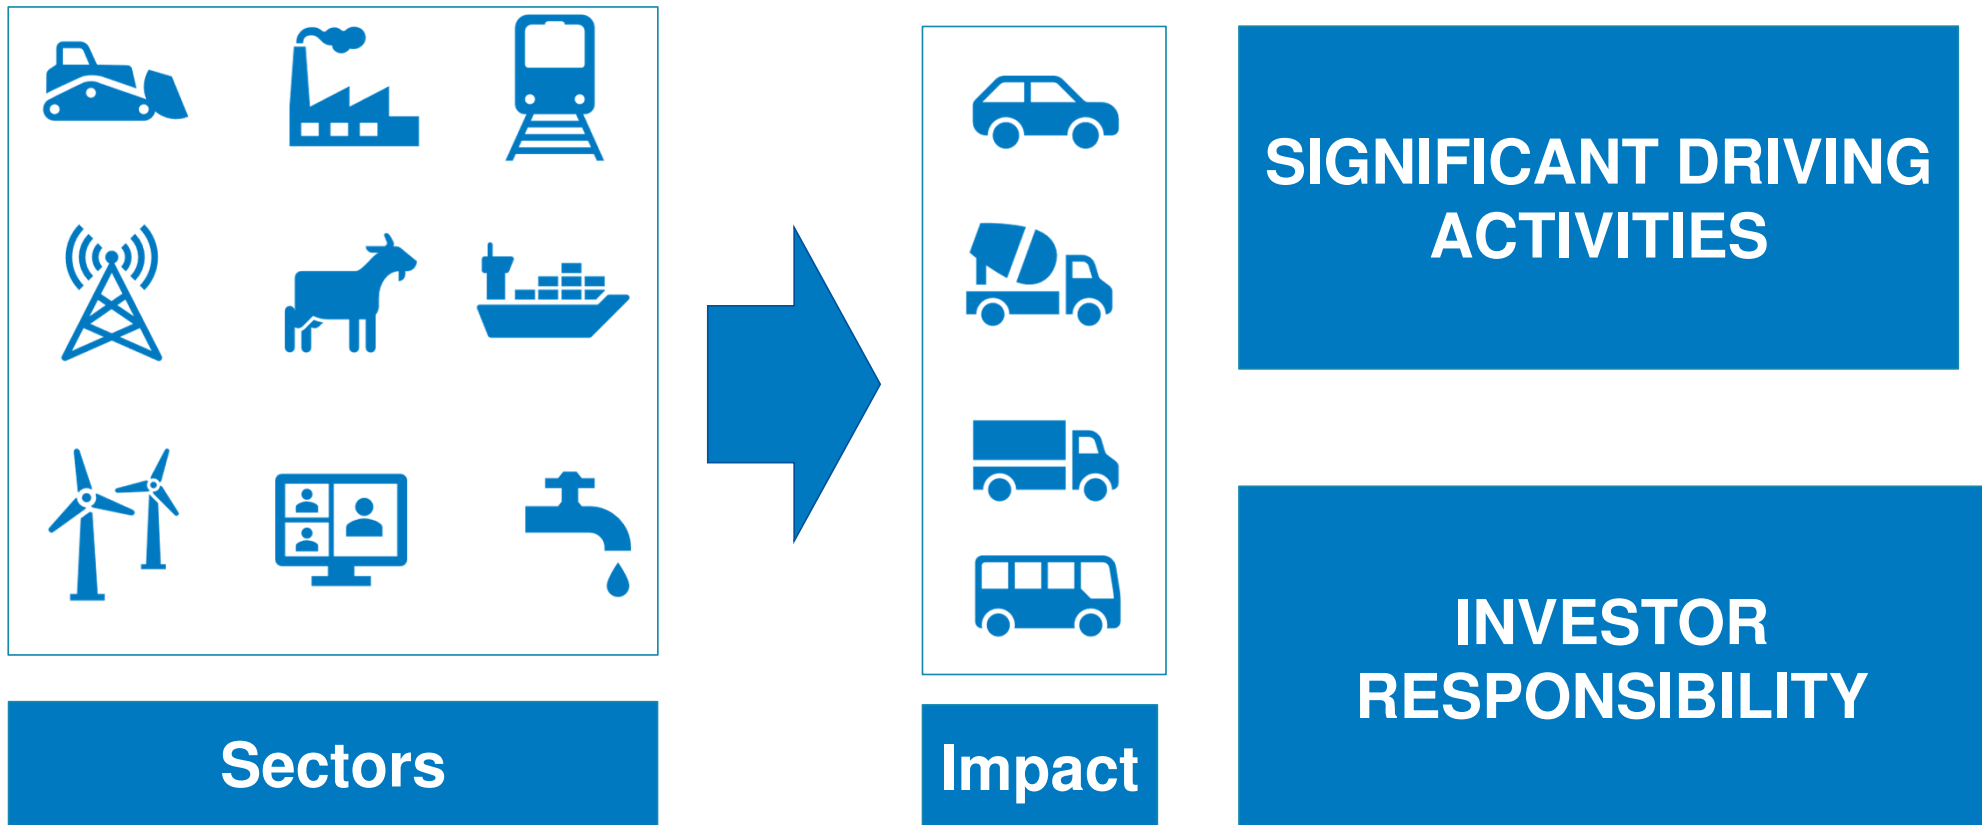 SIGNIFICANT DRIVING
ACTIVITIES
INVESTOR
RESPONSIBILITY
Sectors
Impact